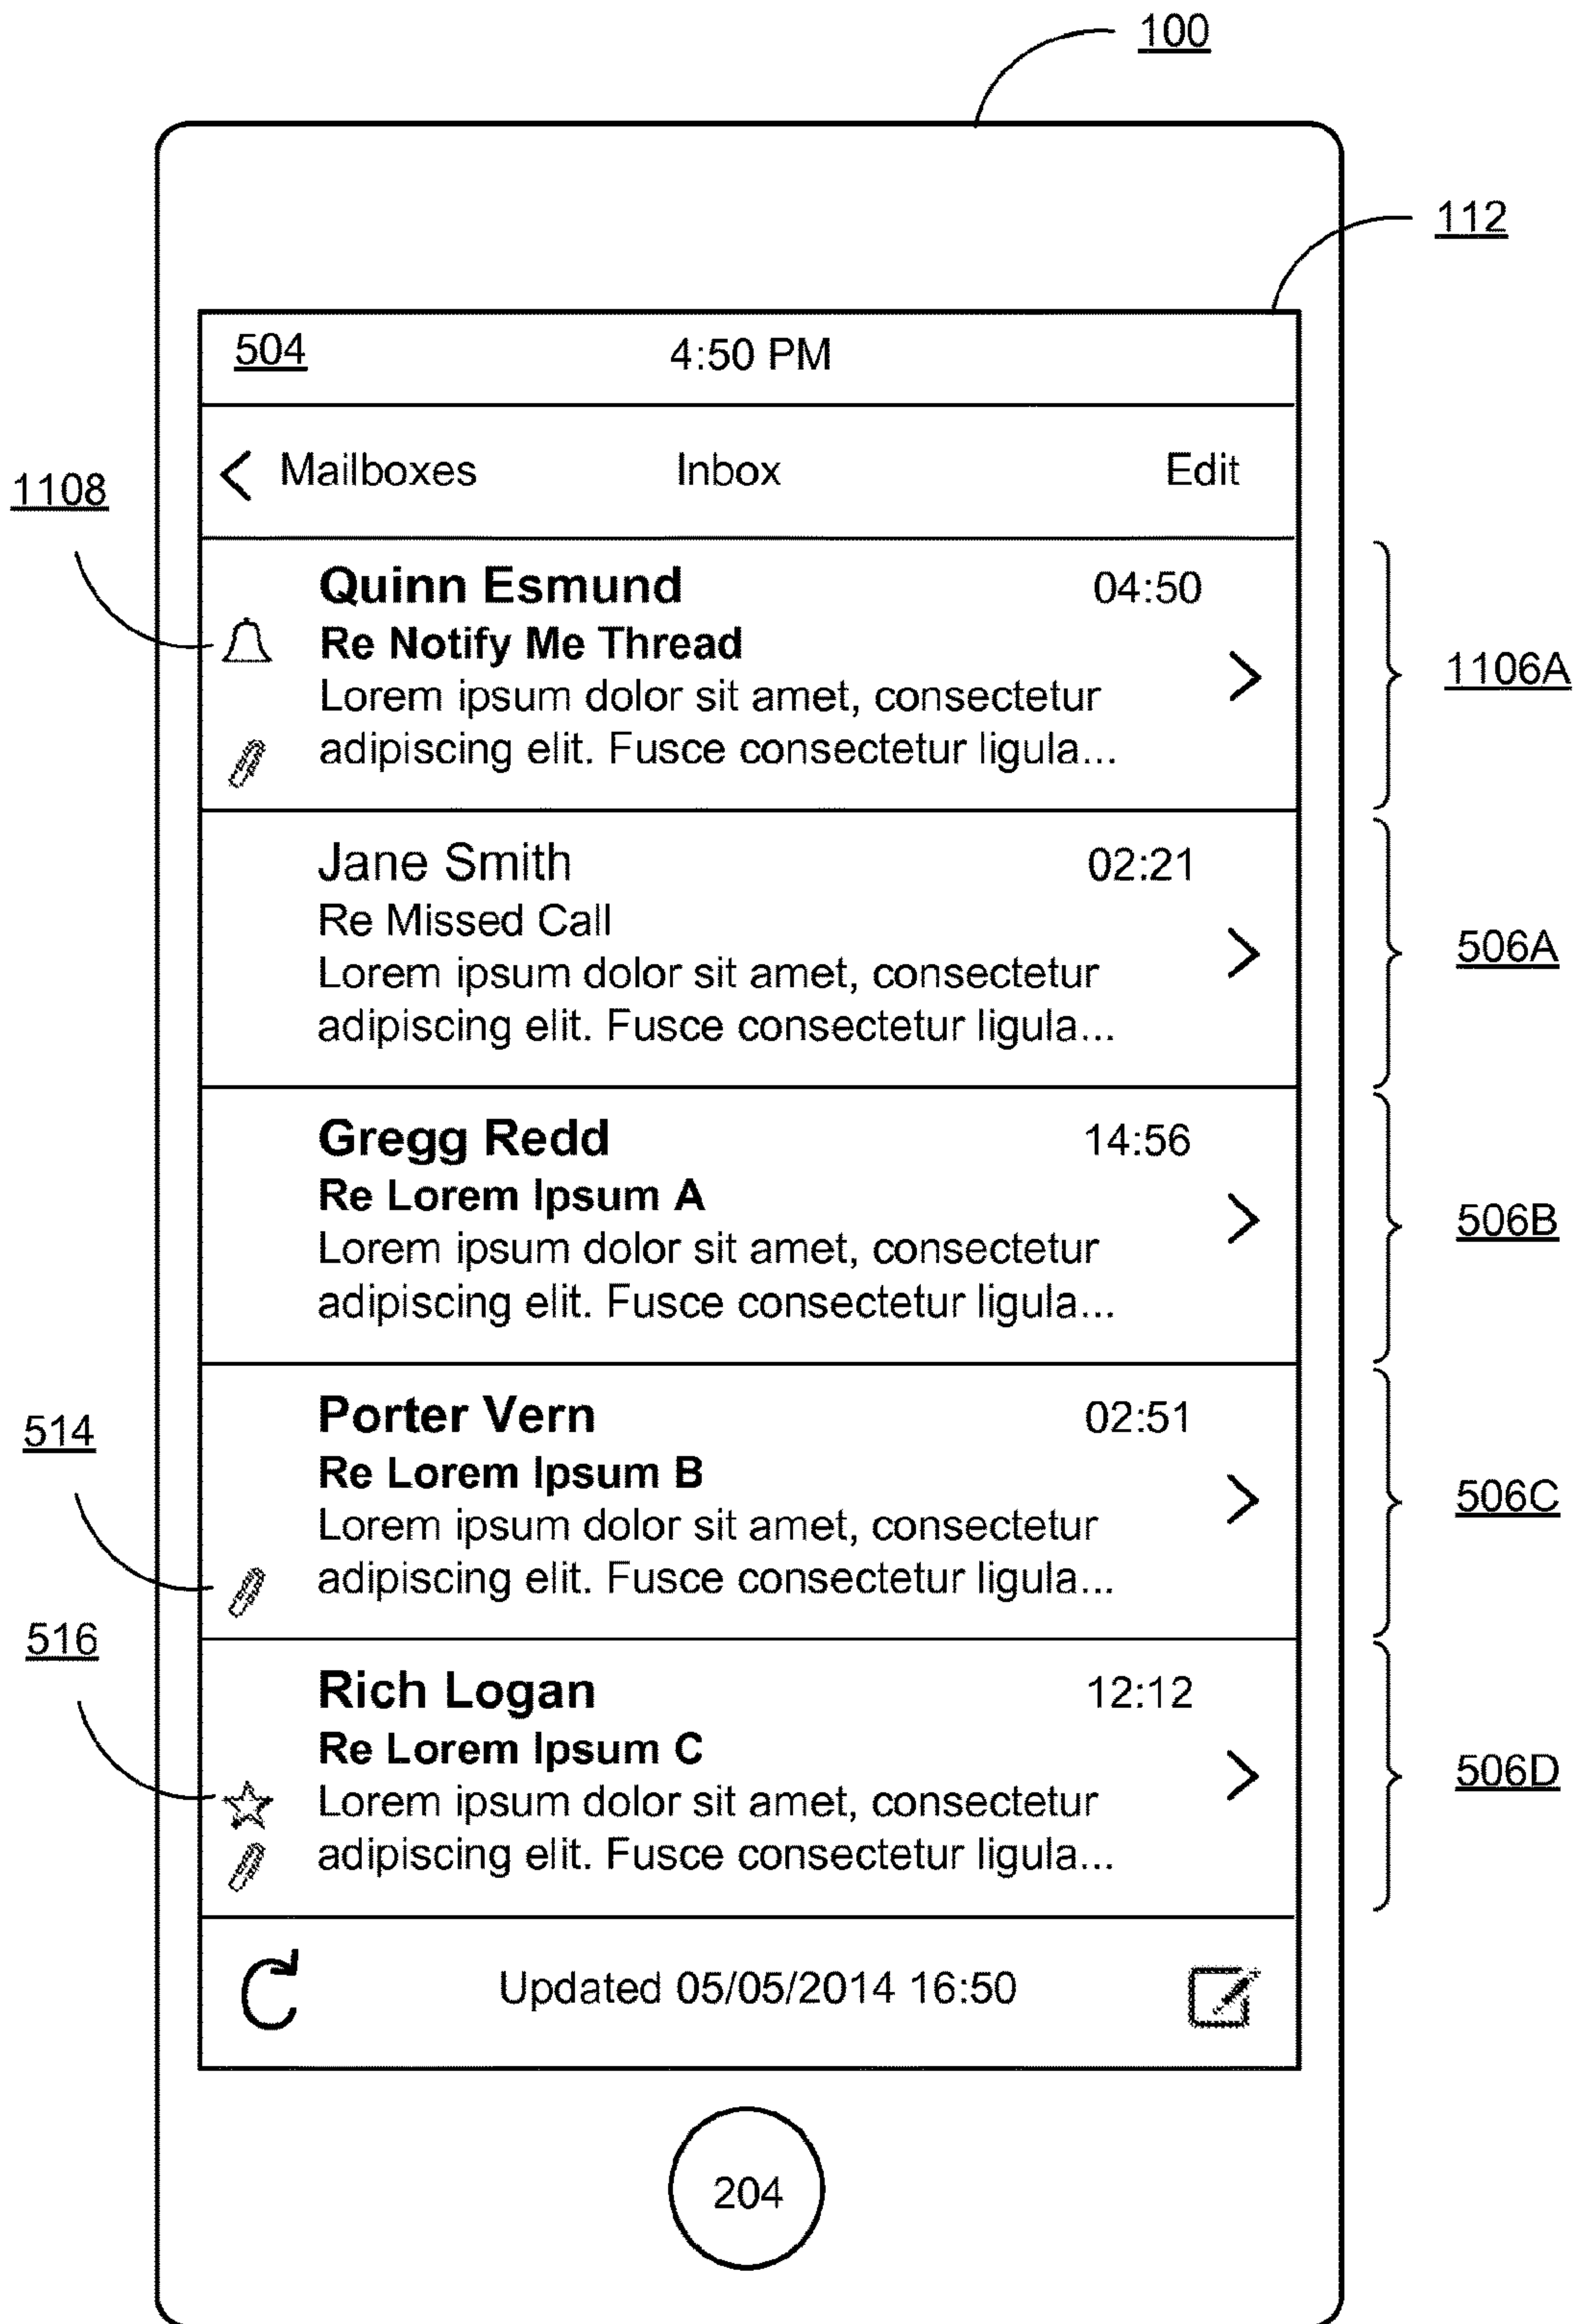 100
112
504 4:50 PM
Mailboxes Inbox Edit
1108
Quinn Esmund 04:50
Re Notify Me Thread
Lorem ipsum dolor sit amet, consectetur
adipiscing elit. Fusce consectetur ligula...
1106A
Jane Smith 02:21
Re Missed Call
Lorem ipsum dolor sit amet, consectetur
adipiscing elit. Fusce consectetur ligula...
506A
Gregg Redd 14:56
Re Lorem Ipsum A
Lorem ipsum dolor sit amet, consectetur
adipiscing elit. Fusce consectetur ligula...
506B
Porter Vern 02:51
514
Re Lorem Ipsum B
Lorem ipsum dolor sit amet, consectetur
adipiscing elit. Fusce consectetur ligula...
506C
516
Rich Logan 12:12
Re Lorem Ipsum C
Lorem ipsum dolor sit amet, consectetur
adipiscing elit. Fusce consectetur ligula...
506D
Updated 05/05/2014 16:50
204